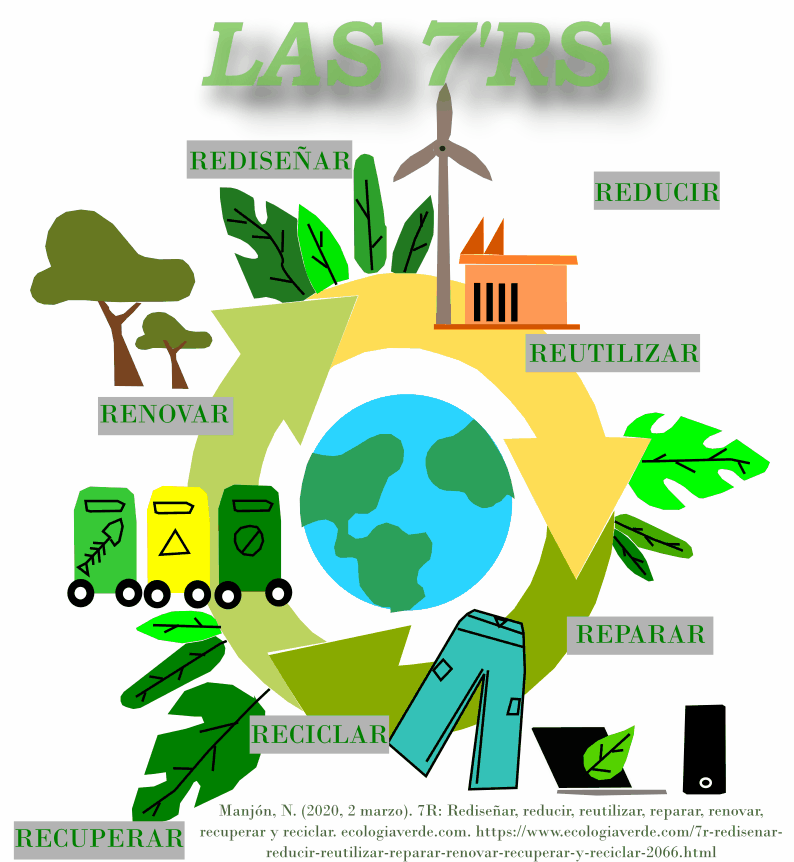 LAS 7'RS
REDISEÑAR
REDUCIR
REUTILIZAR
RENOVAR
REPARAR
RECICLAR
RECUPERAR
Manjón, N. (2020, 2 marzo). 7R: Rediseñar, reducir, reutilizar, reparar, renovar,
recuperar y reciclar. ecologiaverde.com. https://www.ecologiaverde.com/7r-redisenar-
reducir-reutilizar-reparar-renovar-recuperar-y-reciclar-2066.html